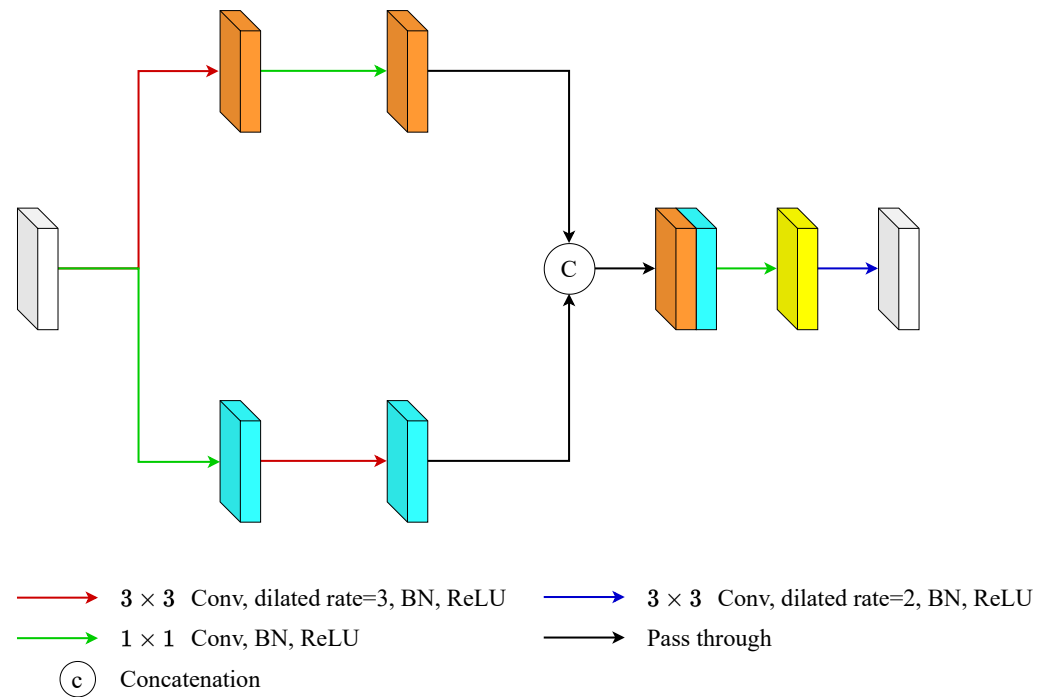 C
3 × 3 Conv, dilated rate=3, BN, ReLU
3 × 3 Conv, dilated rate=2, BN, ReLU
1 × 1 Conv, BN, ReLU
Pass through
c Concatenation